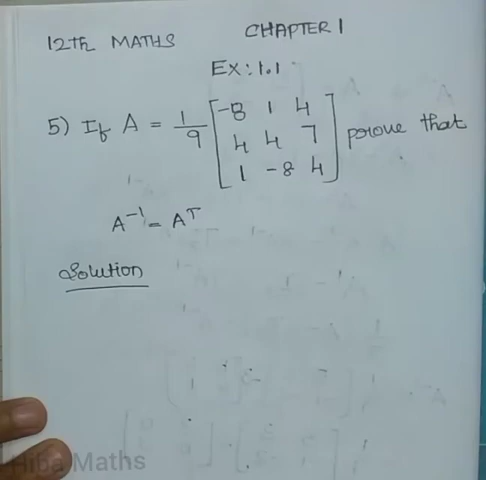 12th MATHS CHAPTER 1
Ex: 1.1
5) If A = 1/9 [-8 1 4
4 4 7
1 -8 4] prove that
A⁻¹ = Aᵀ
Solution
Hiba Maths